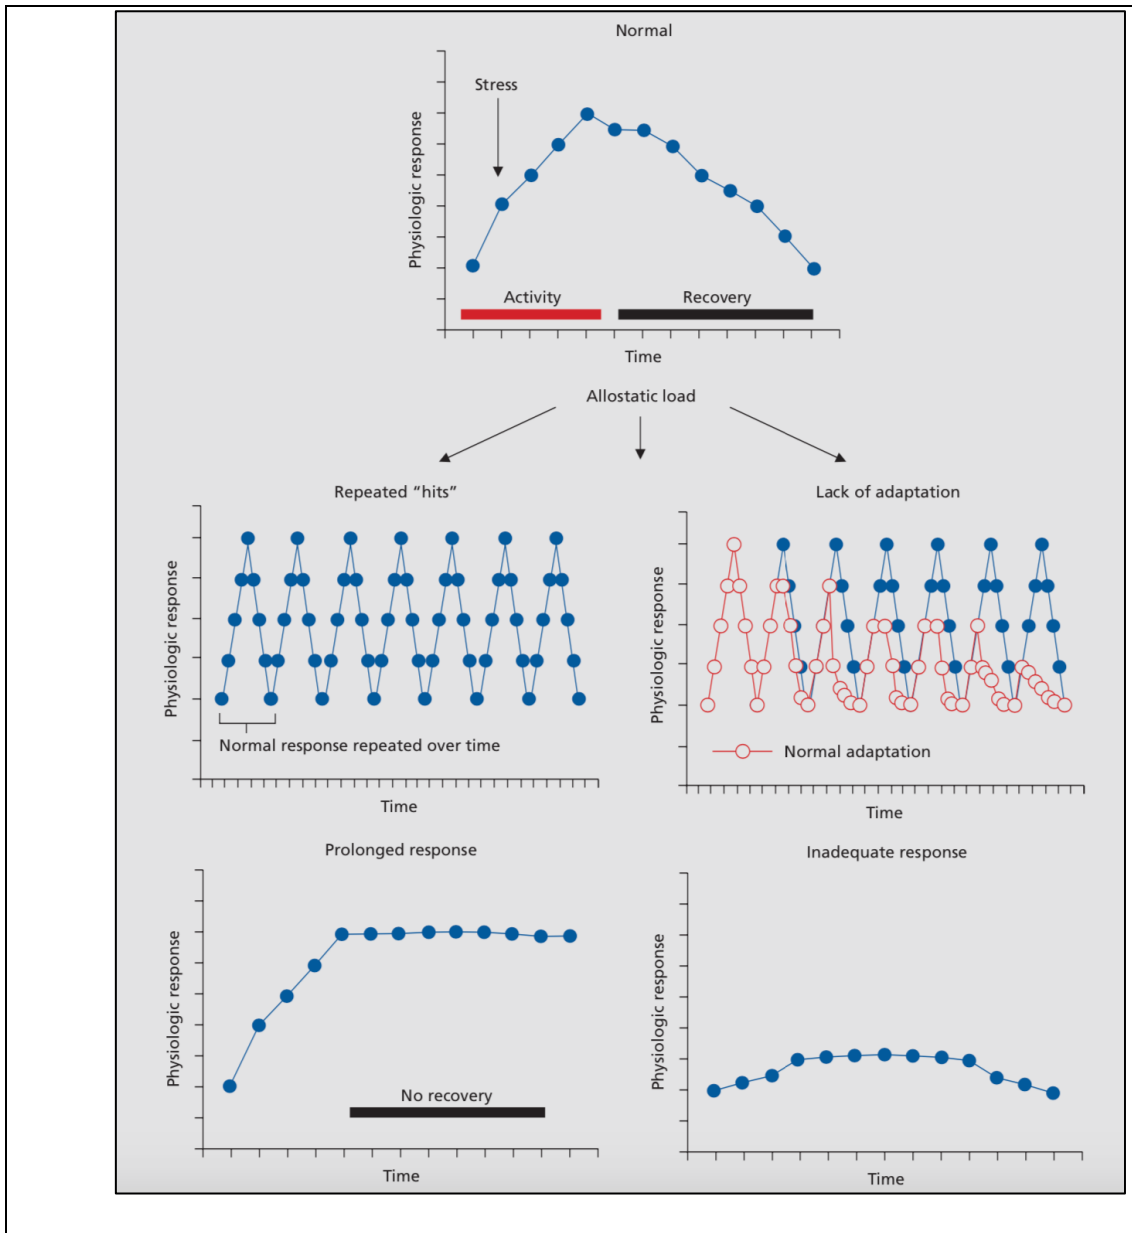 Normal
Stress
Physiologic response
Activity
Recovery
Time
Allostatic load
Repeated “hits”
Physiologic response
Normal response repeated over time
Time
Lack of adaptation
Physiologic response
Normal adaptation
Time
Prolonged response
Physiologic response
No recovery
Time
Inadequate response
Physiologic response
Time